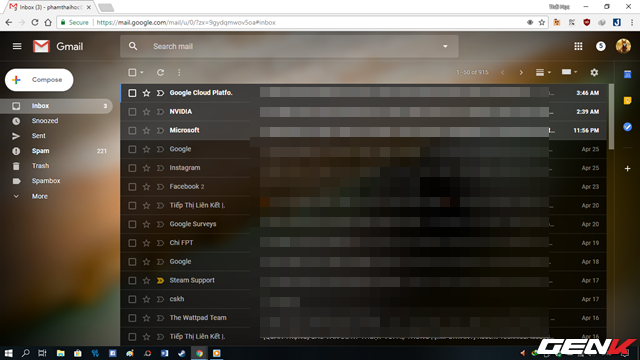 Inbox (3) - phamthaihoc
Thái Học
Secure https://mail.google.com/mail/u/0/?zx=9gydqmwov5oa#inbox
Gmail
Search mail
S
Compose
1–50 of 915
Inbox 3
Google Cloud Platfo. 3:46 AM
Snoozed
NVIDIA 2:39 AM
Sent
Microsoft 11:56 PM
Spam 221
Google Apr 25
Trash
Instagram Apr 25
Spambox
Facebook 2 Apr 23
More
Tiếp Thị Liên Kết |. Apr 20
Google Surveys Apr 20
Chi FPT Apr 19
Google Apr 18
Steam Support Apr 17
cskh Apr 17
The Wattpad Team Apr 16
Tiếp Thị Liên Kết |. Apr 16
GENK